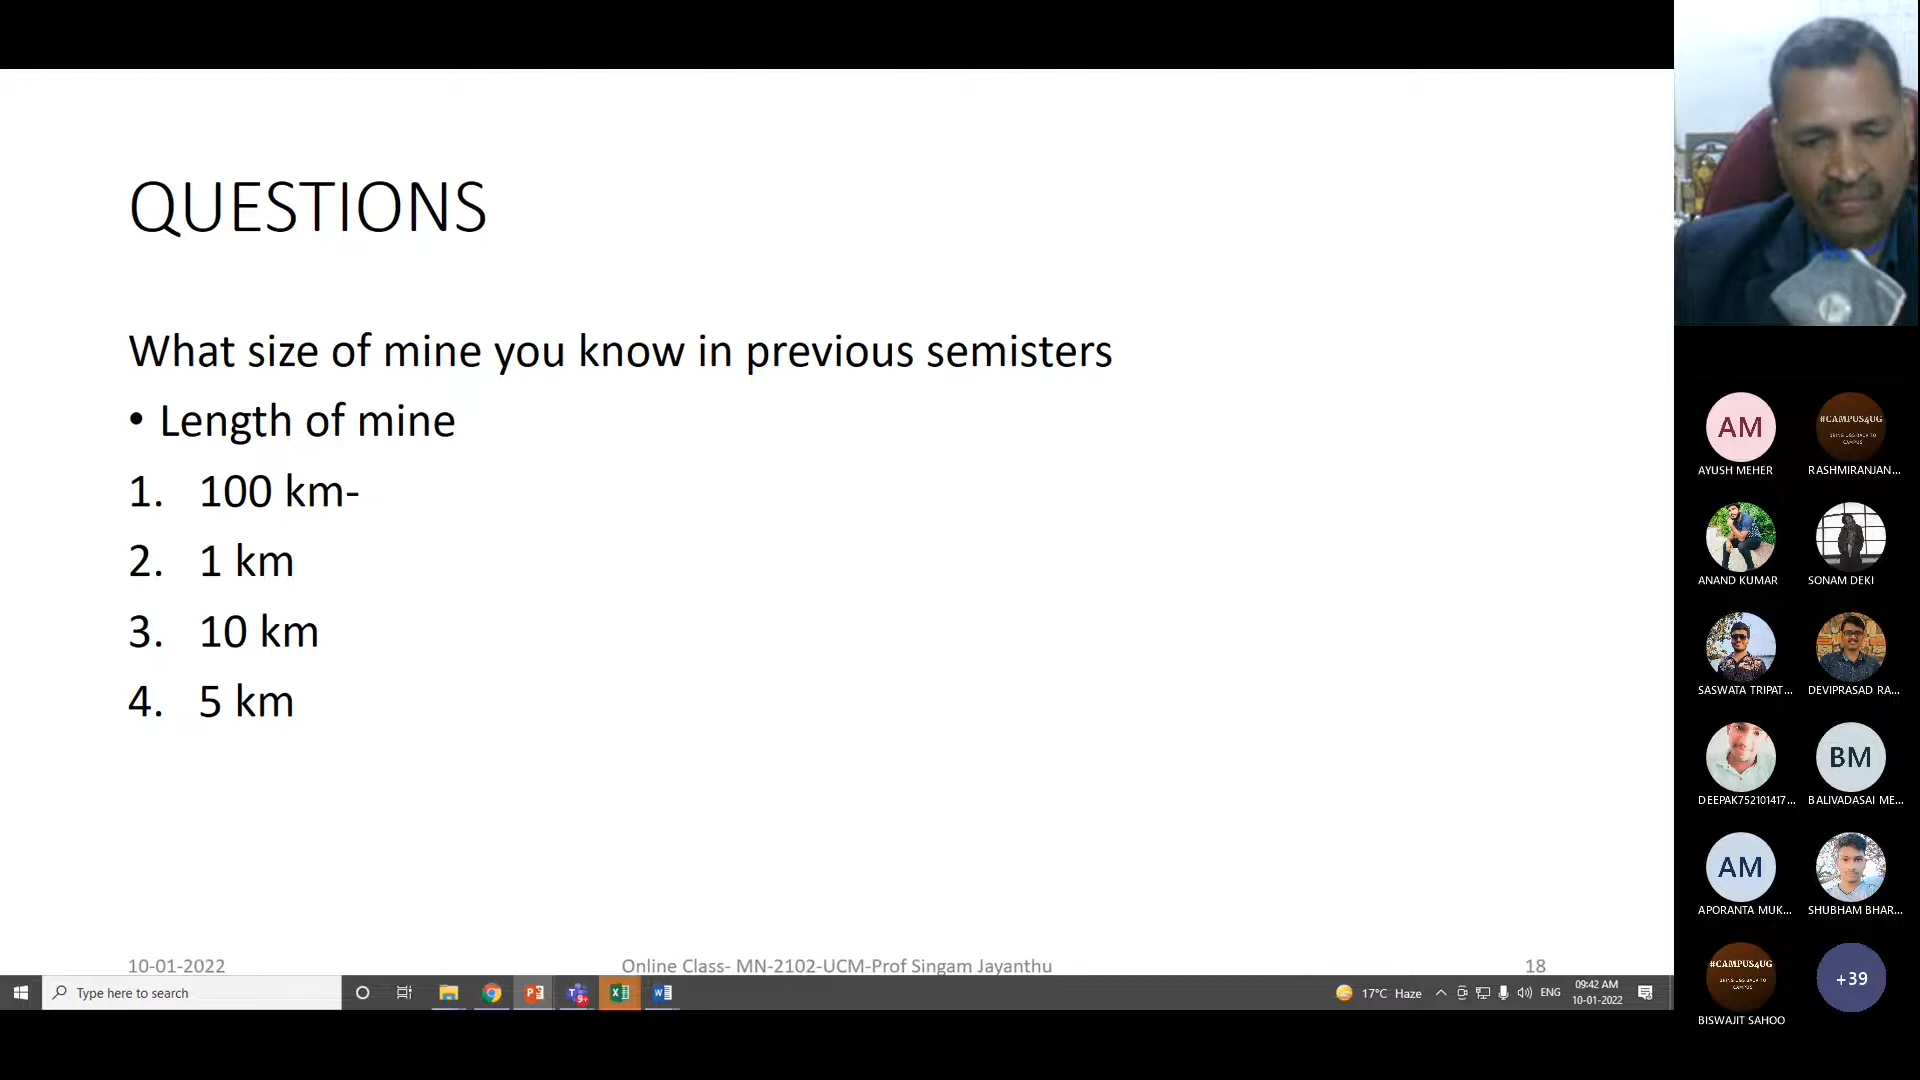 QUESTIONS
What size of mine you know in previous semisters
• Length of mine
1. 100 km-
2. 1 km
3. 10 km
4. 5 km
10-01-2022
Online Class- MN-2102-UCM-Prof Singam Jayanthu
18
Type here to search
17°C Haze
ENG
09:42 AM
10-01-2022
AM
AYUSH MEHER
#CAMPUS4UG
RASHMIRANJAN...
ANAND KUMAR
SONAM DEKI
SASWATA TRIPAT...
DEVIPRASAD RA...
DEEPAK752101417...
BM
BALIVADASAI ME...
AM
APORANTA MUK...
SHUBHAM BHAR...
#CAMPUS4UG
BISWAJIT SAHOO
+39